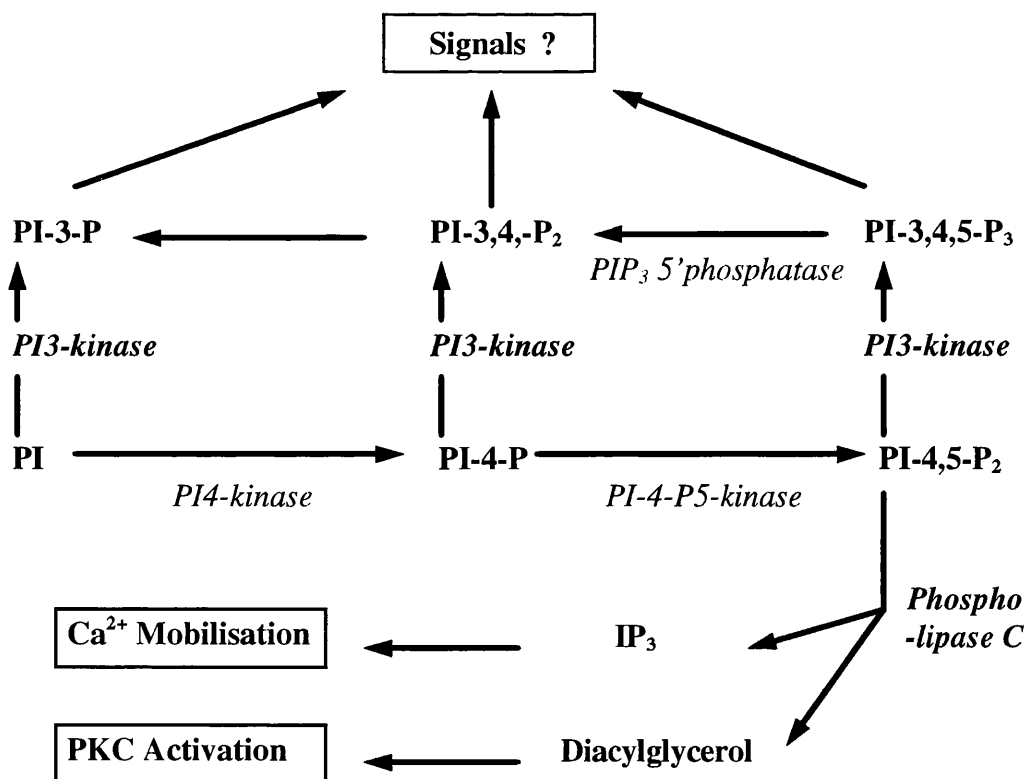 Signals ?
PI-3-P
PI-3,4,-P₂
PI-3,4,5-P₃
PIP₃ 5'phosphatase
PI3-kinase
PI3-kinase
PI3-kinase
PI
PI-4-P
PI-4,5-P₂
PI4-kinase
PI-4-P5-kinase
Phospho
-lipase C
Ca²⁺ Mobilisation
IP₃
PKC Activation
Diacylglycerol